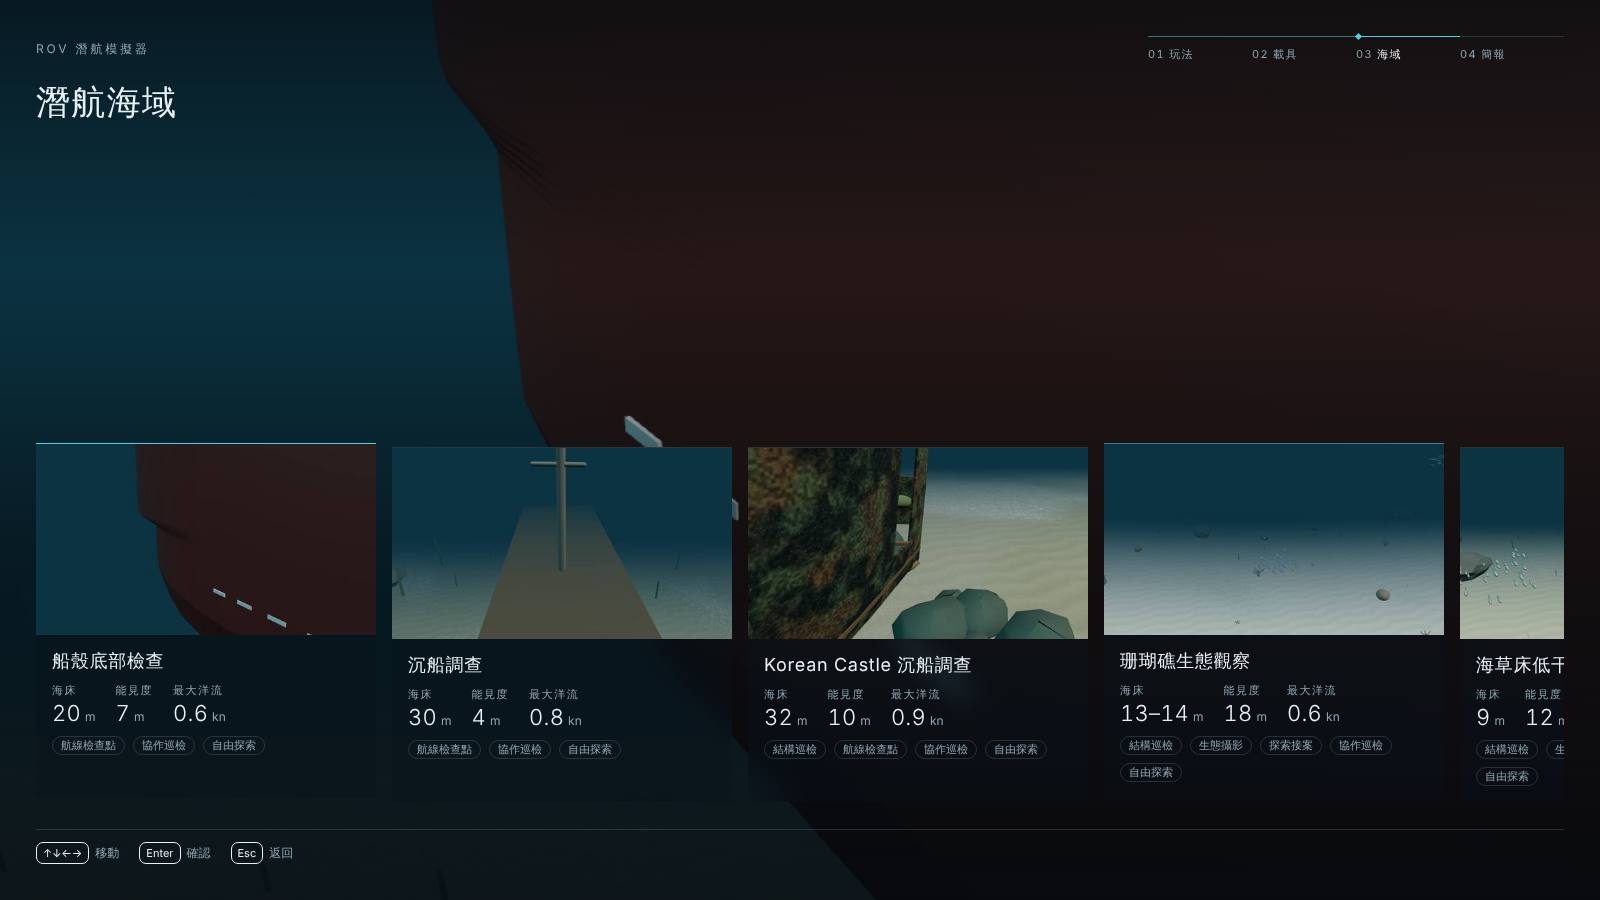 ROV 潛航模擬器
潛航海域
01 玩法 02 載具 03 海域 04 簡報
船殼底部檢查
海床 能見度 最大洋流
20 m 7 m 0.6 kn
航線檢查點 協作巡檢 自由探索
沉船調查
海床 能見度 最大洋流
30 m 4 m 0.8 kn
航線檢查點 協作巡檢 自由探索
Korean Castle 沉船調查
海床 能見度 最大洋流
32 m 10 m 0.9 kn
結構巡檢 航線檢查點 協作巡檢 自由探索
珊瑚礁生態觀察
海床 能見度 最大洋流
13–14 m 18 m 0.6 kn
結構巡檢 生態攝影 探索接案 協作巡檢
自由探索
海草床低干
海床 能見度
9 m 12 m
結構巡檢 生
自由探索
↑↓←→ 移動 Enter 確認 Esc 返回